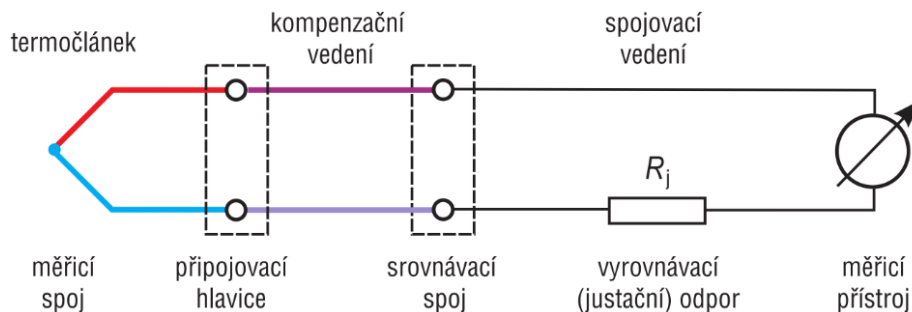 termočlánek
kompenzační
vedení
spojovací
vedení
Rj
měřicí
spoj
připojovací
hlavice
srovnávací
spoj
vyrovnávací
(justační) odpor
měřicí
přístroj